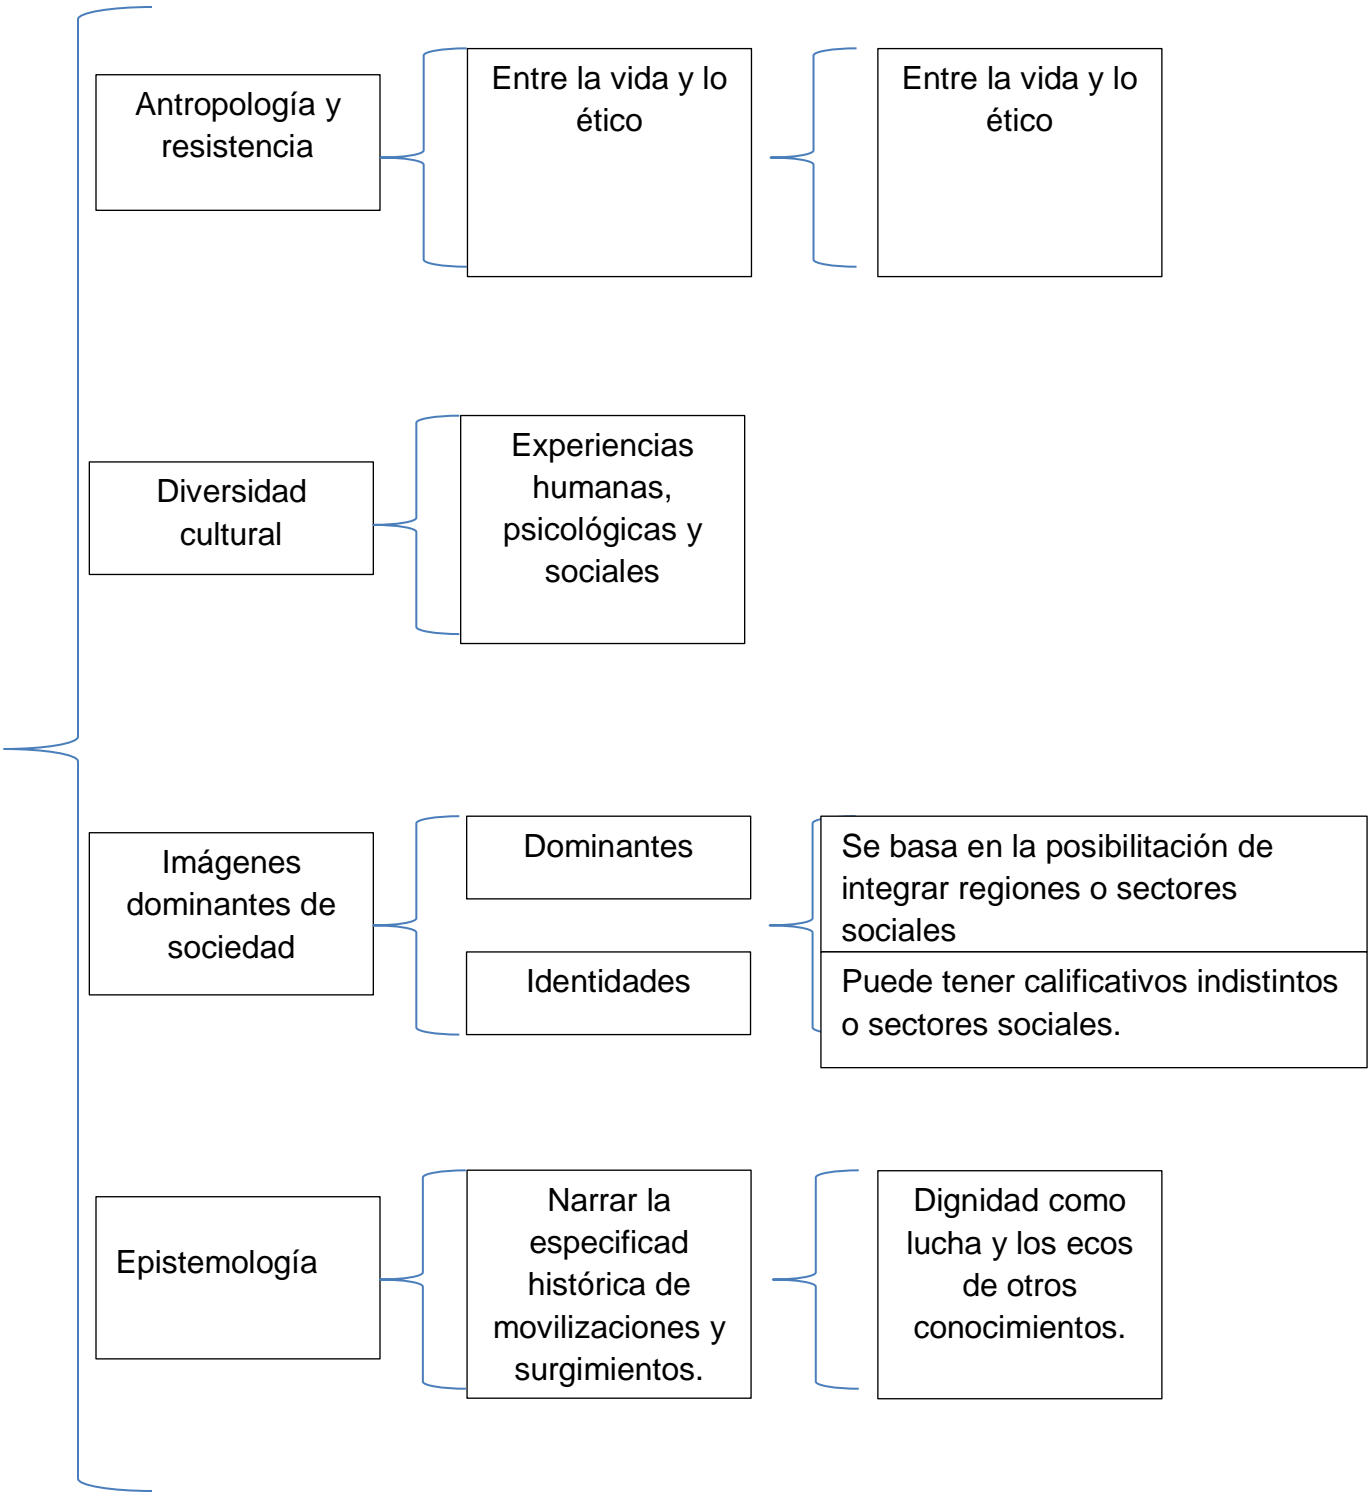 Antropología y
resistencia
Entre la vida y lo
ético
Entre la vida y lo
ético
Diversidad
cultural
Experiencias
humanas,
psicológicas y
sociales
Imágenes
dominantes de
sociedad
Dominantes
Identidades
Se basa en la posibilitación de
integrar regiones o sectores
sociales
Puede tener calificativos indistintos
o sectores sociales.
Epistemología
Narrar la
especificad
histórica de
movilizaciones y
surgimientos.
Dignidad como
lucha y los ecos
de otros
conocimientos.